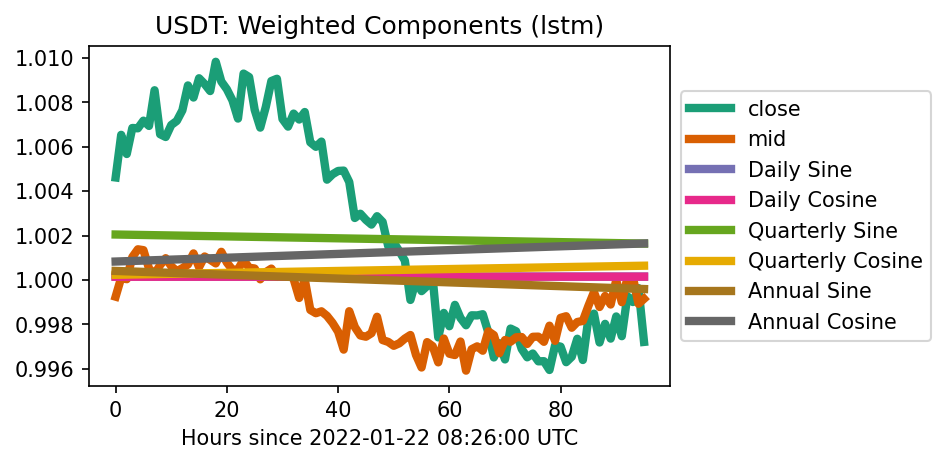 USDT: Weighted Components (lstm)
1.010
1.008
1.006
1.004
1.002
1.000
0.998
0.996
0
20
40
60
80
Hours since 2022-01-22 08:26:00 UTC
close
mid
Daily Sine
Daily Cosine
Quarterly Sine
Quarterly Cosine
Annual Sine
Annual Cosine